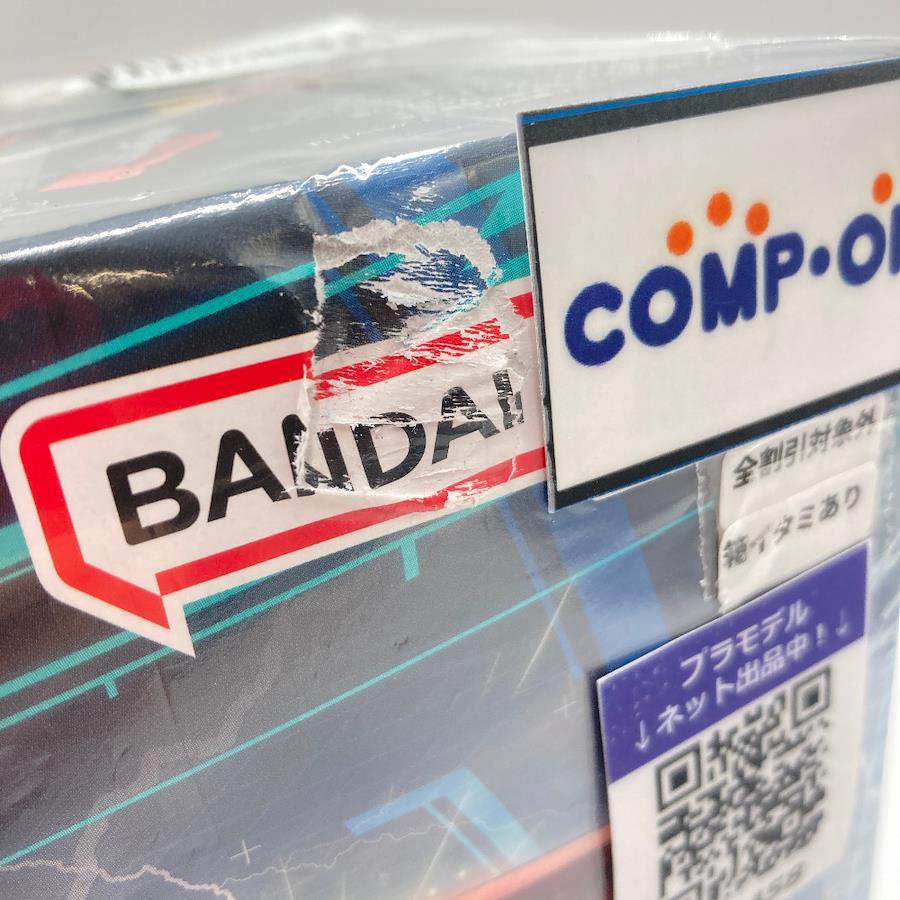 BANDAI
COMP・O
全割引対象外
箱イタミあり
プラモデル
↓ネット出品中！↓